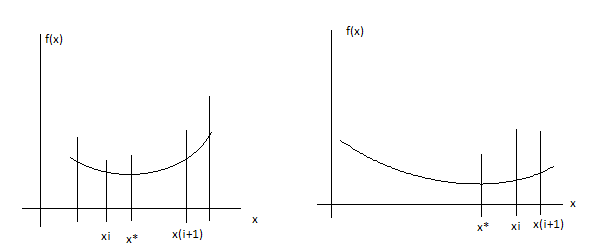 f(x)
x
xi
x*
x(i+1)
f(x)
x
x*
xi
x(i+1)